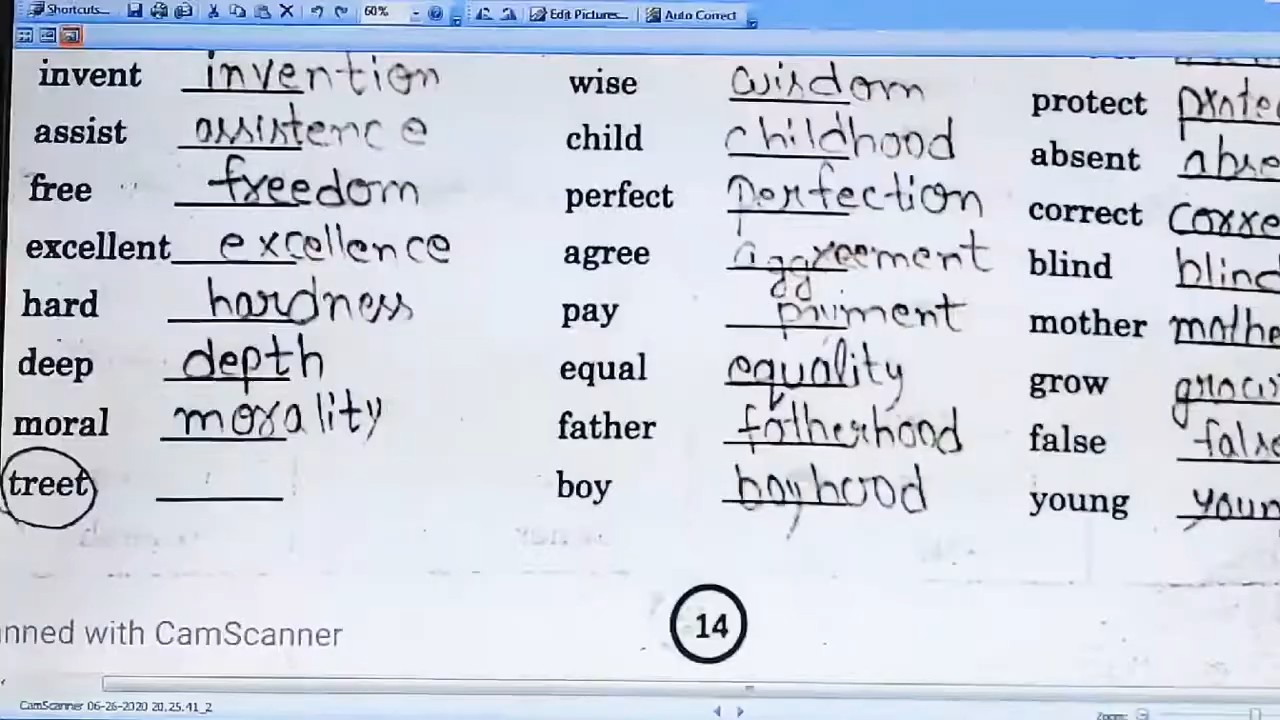 Shortcuts... 60% Edit Pictures... Auto Correct
invent invention wise wisdom
assist assistence child childhood protect
free freedom perfect perfection absent
excellent excellence agree aggreement correct
hard hardness pay blind
deep depth equal equality mother
moral morality father fatherhood grow
treet boy boyhood false
young
14
nned with CamScanner
CamScanner 06-26-2020 20.25.41_2
Zoom: